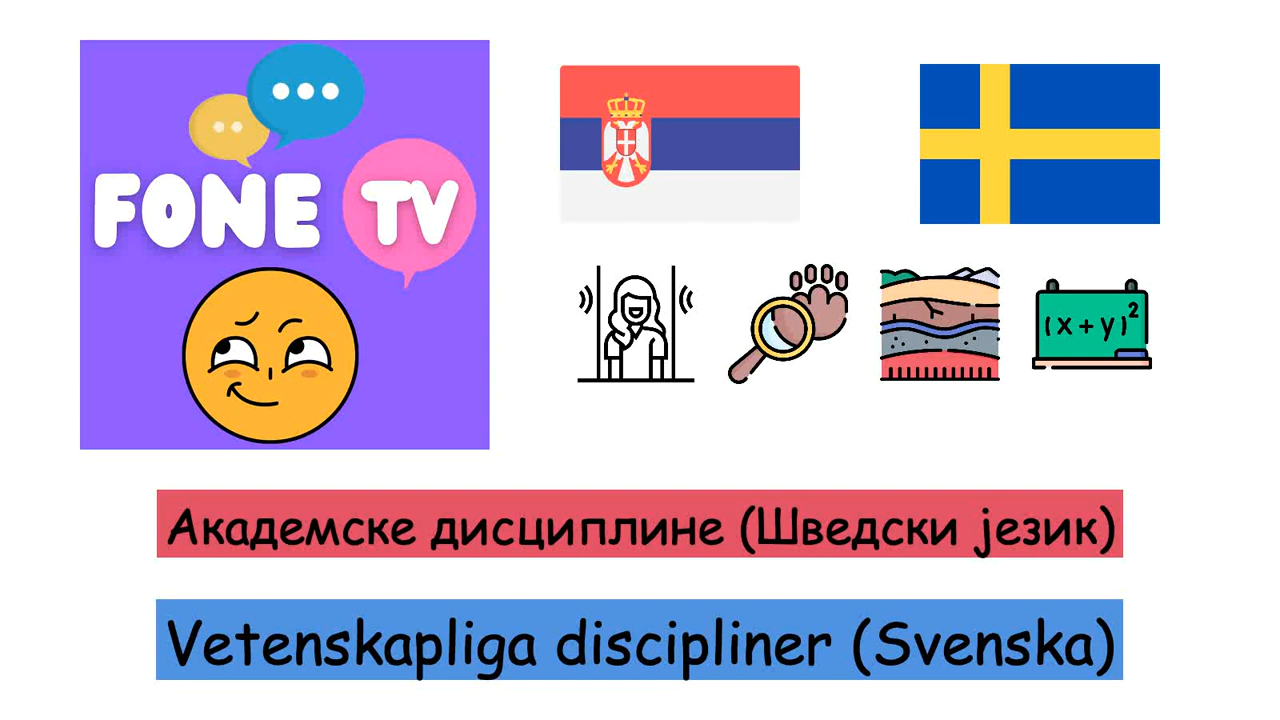 FONE TV
(x + y)²
Академске дисциплине (Шведски језик)
Vetenskapliga discipliner (Svenska)